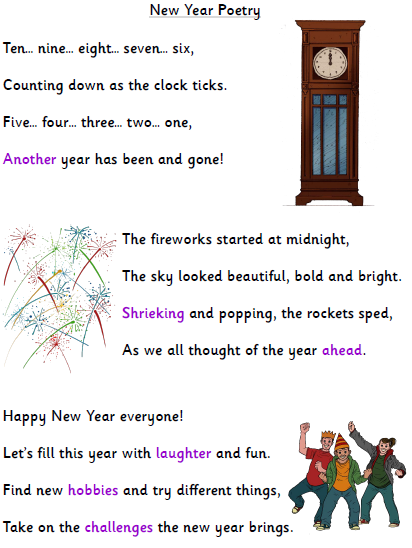 New Year Poetry
Ten... nine... eight... seven... six,
Counting down as the clock ticks.
Five... four... three... two... one,
Another year has been and gone!
The fireworks started at midnight,
The sky looked beautiful, bold and bright.
Shrieking and popping, the rockets sped,
As we all thought of the year ahead.
Happy New Year everyone!
Let's fill this year with laughter and fun.
Find new hobbies and try different things,
Take on the challenges the new year brings.